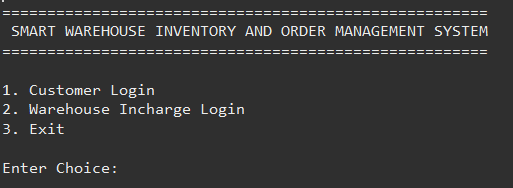 =====================================================
SMART WAREHOUSE INVENTORY AND ORDER MANAGEMENT SYSTEM
=====================================================
1. Customer Login
2. Warehouse Incharge Login
3. Exit
Enter Choice: